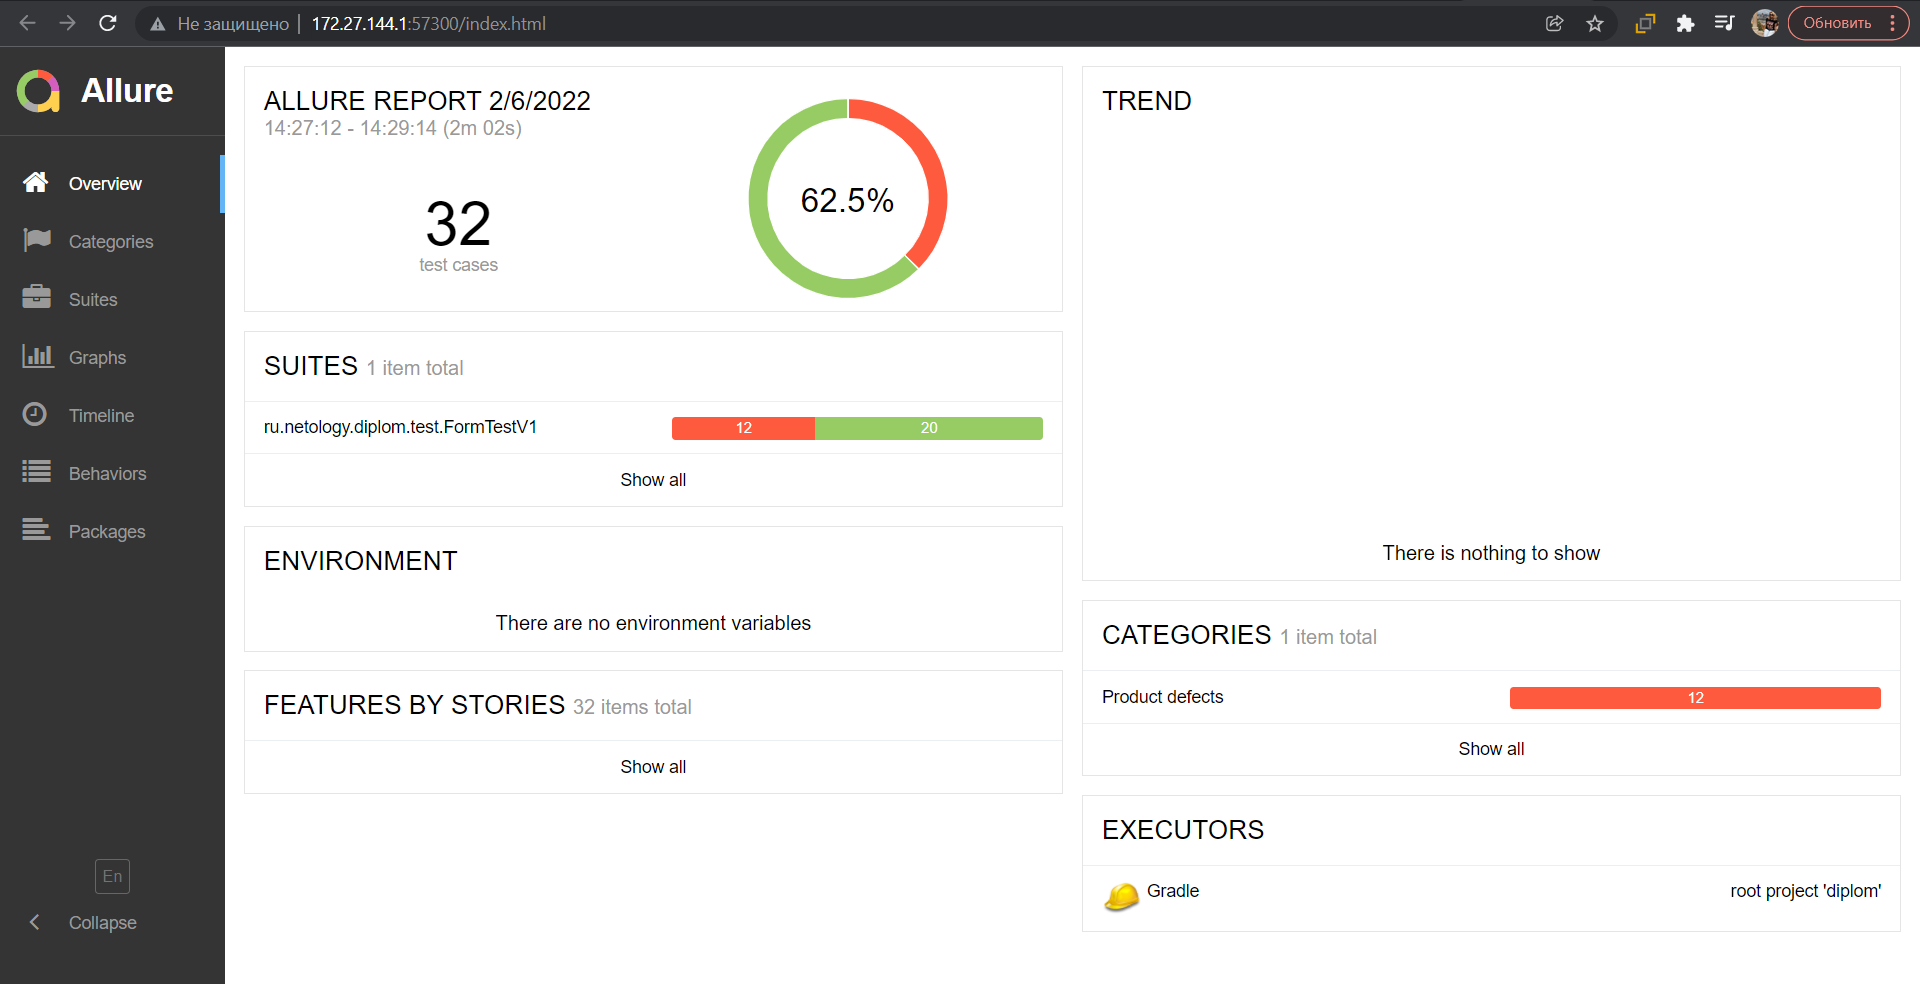 Не защищено | 172.27.144.1:57300/index.html
Обновить
Allure
Overview
Categories
Suites
Graphs
Timeline
Behaviors
Packages
En
Collapse
ALLURE REPORT 2/6/2022
14:27:12 - 14:29:14 (2m 02s)
32
test cases
62.5%
SUITES 1 item total
ru.netology.diplom.test.FormTestV1 12 20
Show all
ENVIRONMENT
There are no environment variables
FEATURES BY STORIES 32 items total
Show all
TREND
There is nothing to show
CATEGORIES 1 item total
Product defects 12
Show all
EXECUTORS
Gradle root project 'diplom'